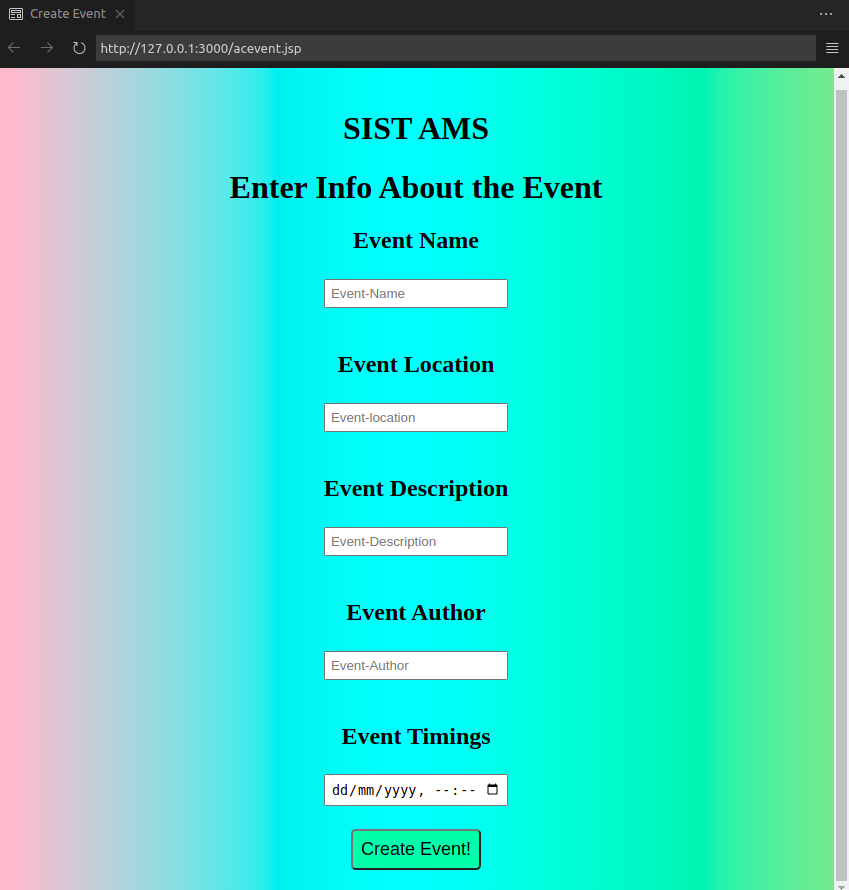 Create Event
http://127.0.0.1:3000/acevent.jsp
SIST AMS
Enter Info About the Event
Event Name
Event-Name
Event Location
Event-location
Event Description
Event-Description
Event Author
Event-Author
Event Timings
dd/mm/yyyy, --:--
Create Event!